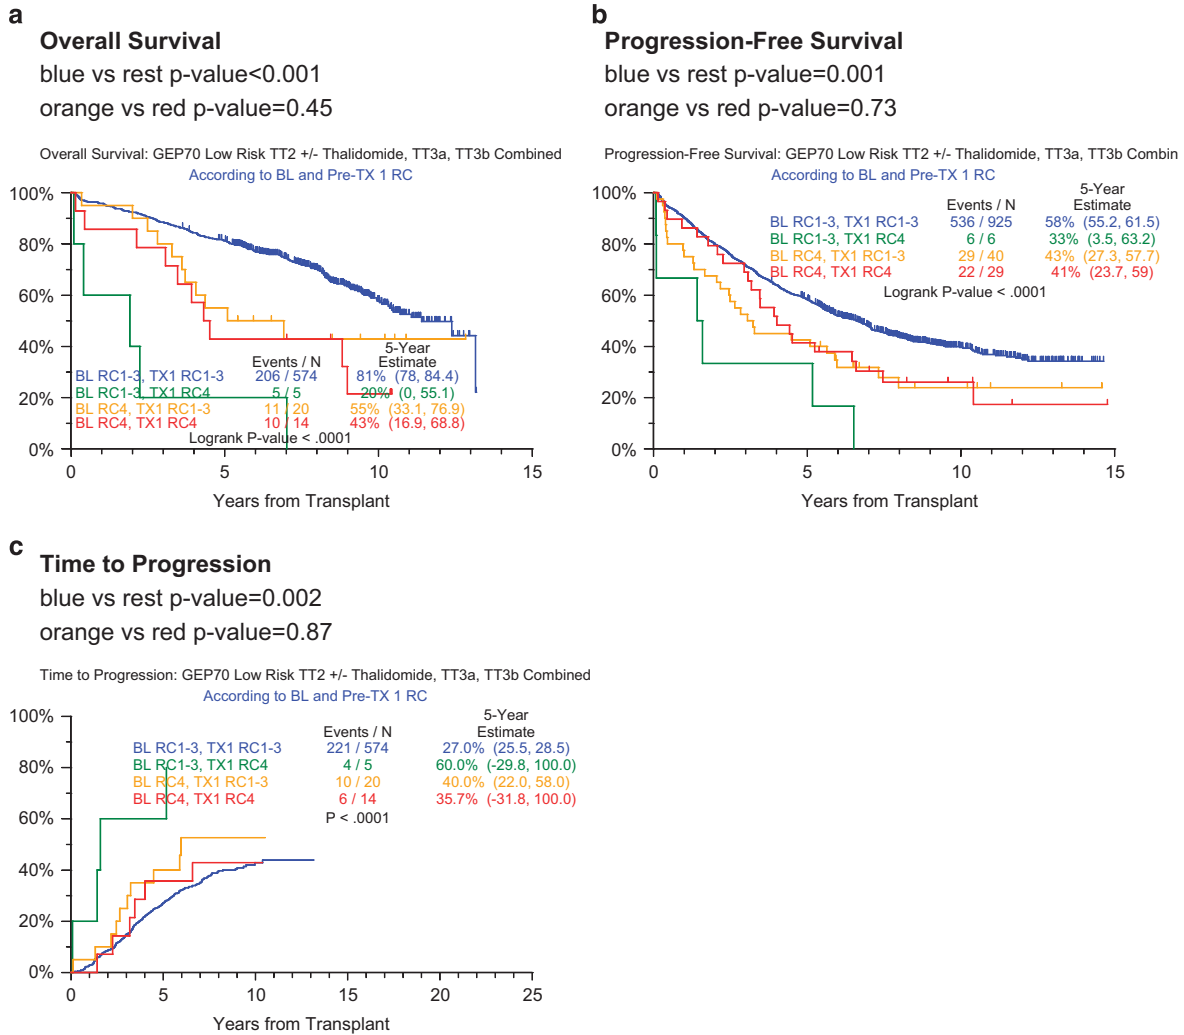 a
Overall Survival
blue vs rest p-value<0.001
orange vs red p-value=0.45
Overall Survival: GEP70 Low Risk TT2 +/- Thalidomide, TT3a, TT3b Combined
According to BL and Pre-TX 1 RC
100%
80%
60%
40%
20%
0%
Events / N
5-Year
Estimate
BL RC1-3, TX1 RC1-3 206 / 574 81% (78, 84.4)
BL RC1-3, TX1 RC4 5 / 5 20% (0, 55.1)
BL RC4, TX1 RC1-3 11 / 20 55% (33.1, 76.9)
BL RC4, TX1 RC4 10 / 14 43% (16.9, 68.8)
Logrank P-value < .0001
0 5 10 15
Years from Transplant
b
Progression-Free Survival
blue vs rest p-value=0.001
orange vs red p-value=0.73
Progression-Free Survival: GEP70 Low Risk TT2 +/- Thalidomide, TT3a, TT3b Combin
According to BL and Pre-TX 1 RC
100%
80%
60%
40%
20%
0%
Events / N
5-Year
Estimate
BL RC1-3, TX1 RC1-3 536 / 925 58% (55.2, 61.5)
BL RC1-3, TX1 RC4 6 / 6 33% (3.5, 63.2)
BL RC4, TX1 RC1-3 29 / 40 43% (27.3, 57.7)
BL RC4, TX1 RC4 22 / 29 41% (23.7, 59)
Logrank P-value < .0001
0 5 10 15
Years from Transplant
c
Time to Progression
blue vs rest p-value=0.002
orange vs red p-value=0.87
Time to Progression: GEP70 Low Risk TT2 +/- Thalidomide, TT3a, TT3b Combined
According to BL and Pre-TX 1 RC
100%
80%
60%
40%
20%
0%
Events / N
5-Year
Estimate
BL RC1-3, TX1 RC1-3 221 / 574 27.0% (25.5, 28.5)
BL RC1-3, TX1 RC4 4 / 5 60.0% (-29.8, 100.0)
BL RC4, TX1 RC1-3 10 / 20 40.0% (22.0, 58.0)
BL RC4, TX1 RC4 6 / 14 35.7% (-31.8, 100.0)
P < .0001
0 5 10 15 20 25
Years from Transplant